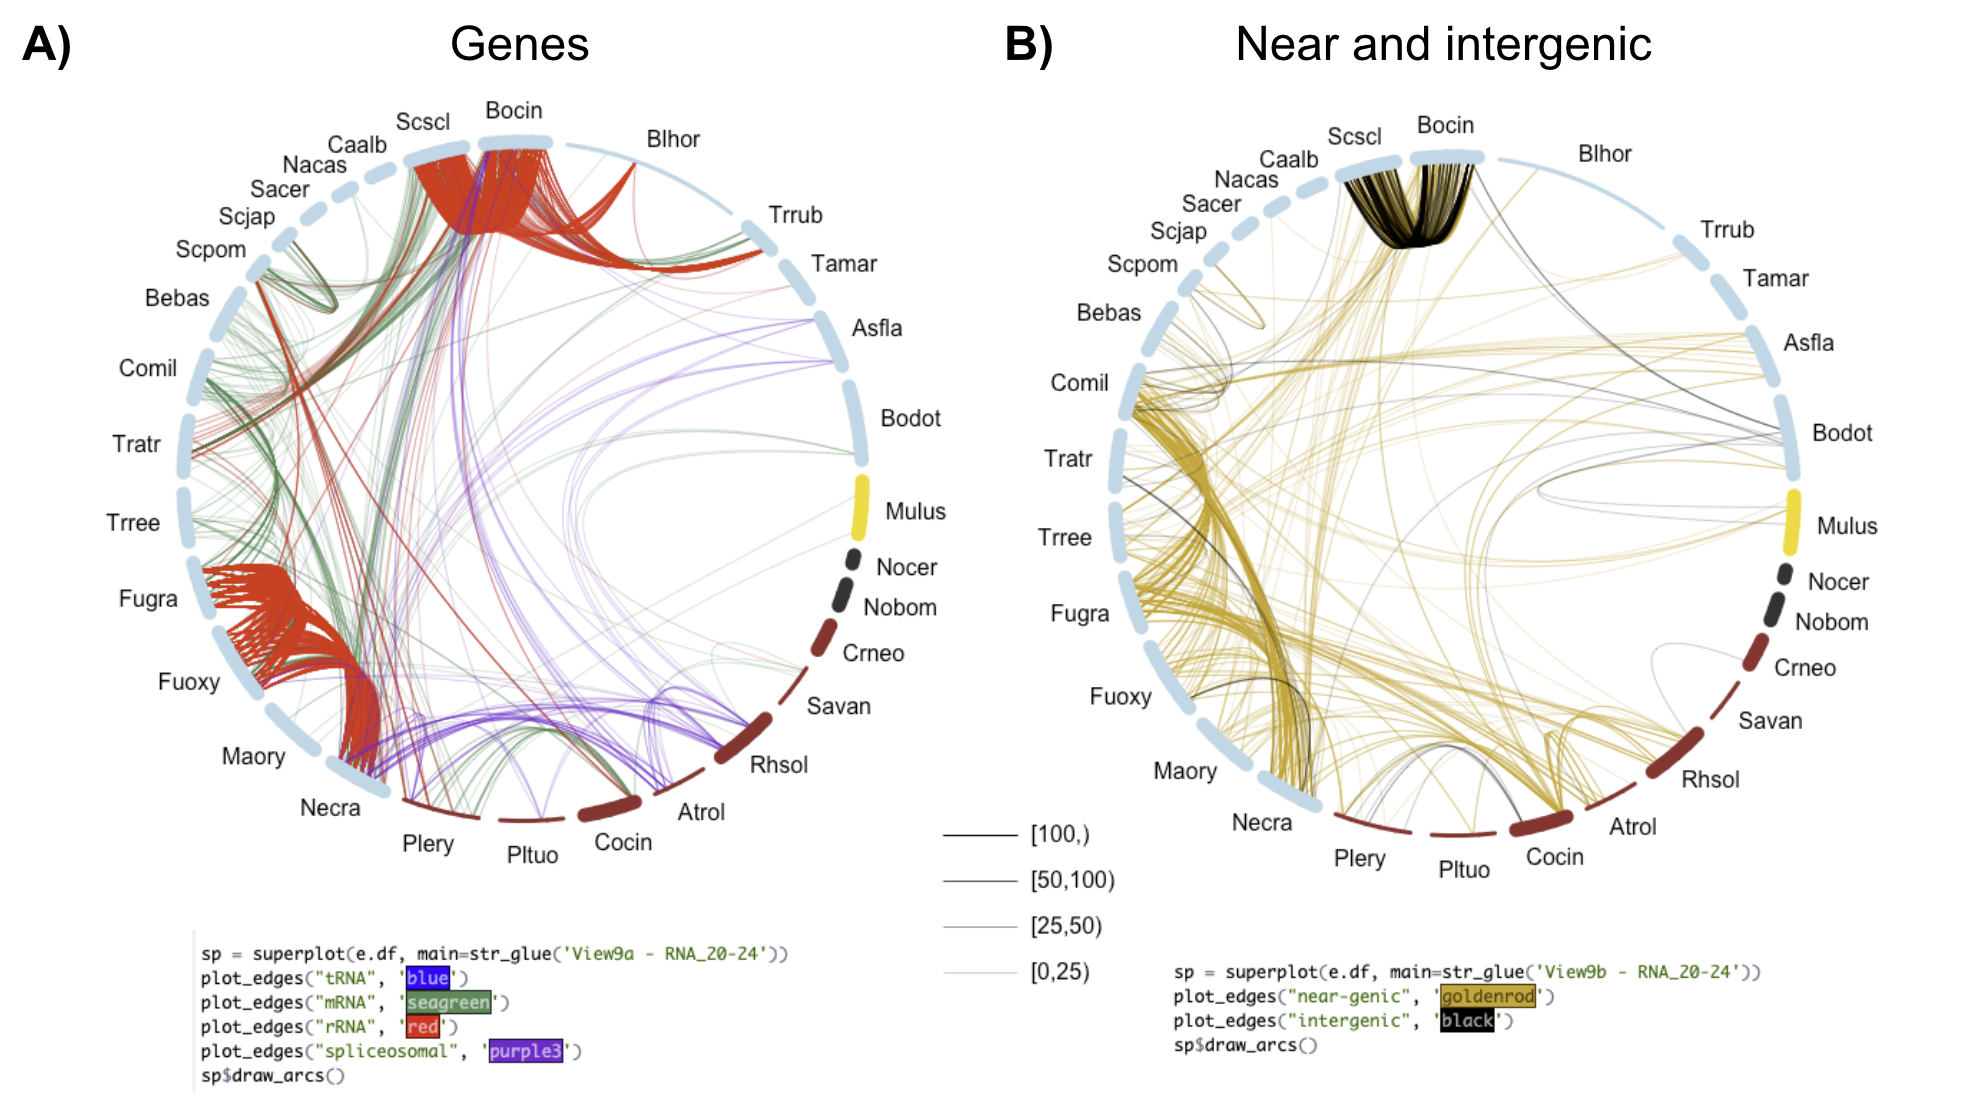 A)
Genes
Bocin
Scscl
Blhor
Caalb
Nacas
Sacer
Scjap
Scpom
Bebas
Comil
Tratr
Trree
Fugra
Fuoxy
Maory
Necra
Plery
Pltuo
Cocin
Atrol
Rhsol
Savan
Crneo
Nobom
Nocer
Mulus
Bodot
Asfla
Tamar
Trrub
sp = superplot(e.df, main=str_glue('View9a - RNA_20-24'))
plot_edges("tRNA", 'blue')
plot_edges("mRNA", 'seagreen')
plot_edges("rRNA", 'red')
plot_edges("spliceosomal", 'purple3')
sp$draw_arcs()
[100,)
[50,100)
[25,50)
[0,25)
B)
Near and intergenic
Bocin
Scscl
Blhor
Caalb
Nacas
Sacer
Scjap
Scpom
Bebas
Comil
Tratr
Trree
Fugra
Fuoxy
Maory
Necra
Plery
Pltuo
Cocin
Atrol
Rhsol
Savan
Crneo
Nobom
Nocer
Mulus
Bodot
Asfla
Tamar
Trrub
sp = superplot(e.df, main=str_glue('View9b - RNA_20-24'))
plot_edges("near-genic", 'goldenrod')
plot_edges("intergenic", 'black')
sp$draw_arcs()